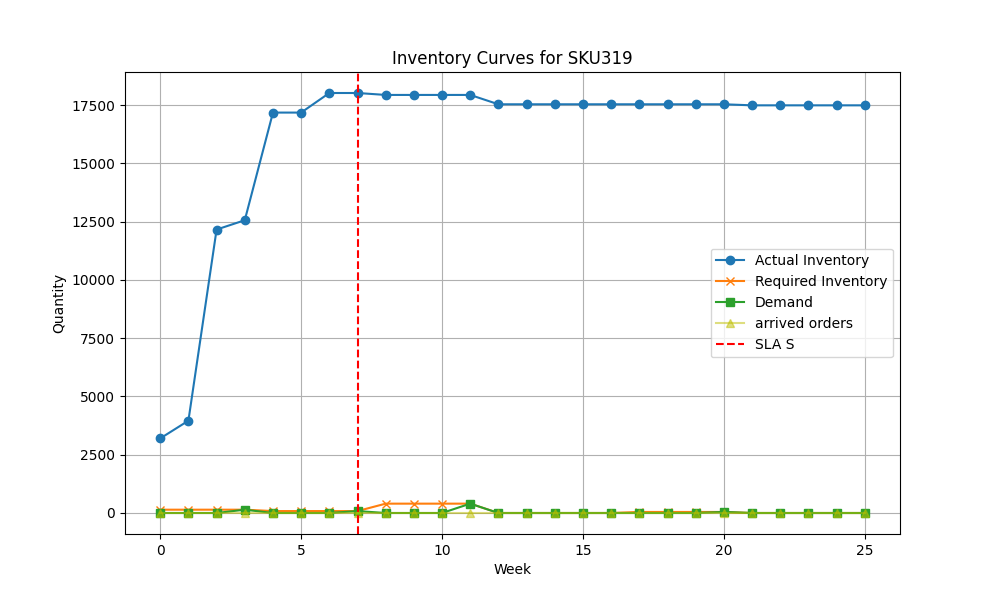 Inventory Curves for SKU319
Quantity
17500
15000
12500
10000
7500
5000
2500
0
Actual Inventory
Required Inventory
Demand
arrived orders
SLA S
0 5 10 15 20 25
Week